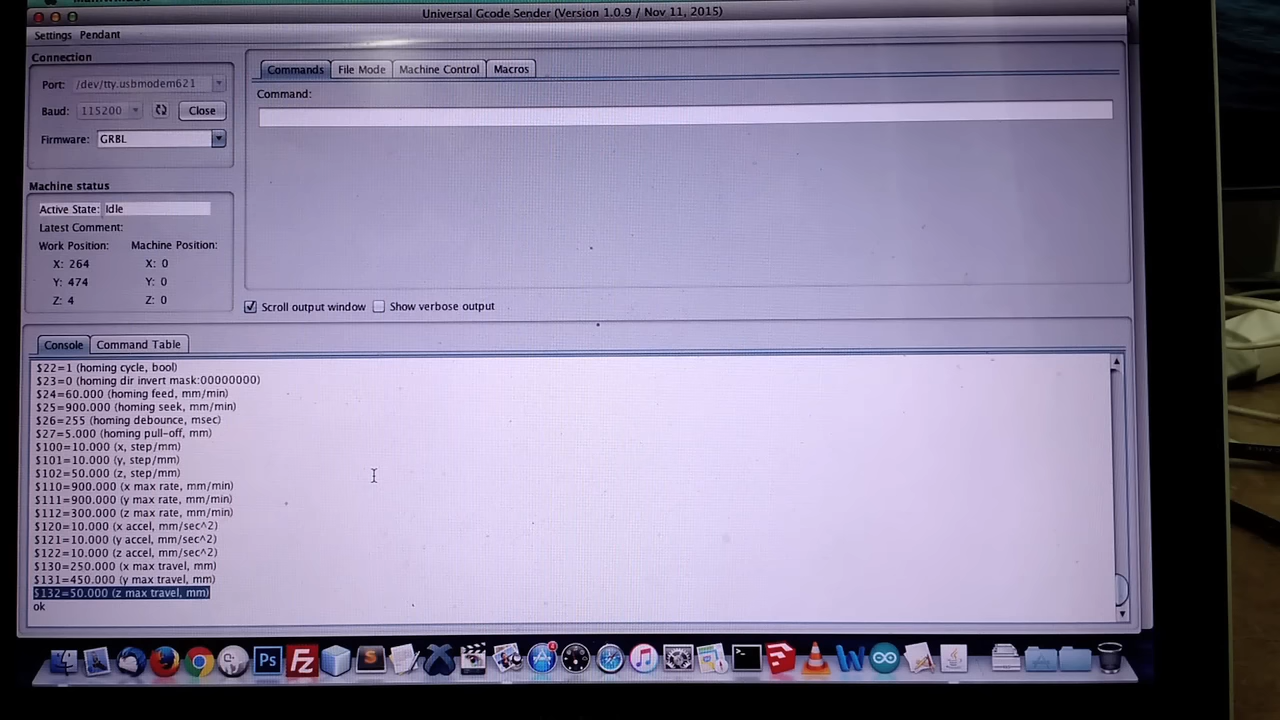 Universal Gcode Sender (Version 1.0.9 / Nov 11, 2015)
Settings Pendant
Connection
Port: /dev/tty.usbmodem621
Baud: 115200 Close
Firmware: GRBL
Commands File Mode Machine Control Macros
Command:
Machine status
Active State: Idle
Latest Comment:
Work Position: Machine Position:
X: 264 X: 0
Y: 474 Y: 0
Z: 4 Z: 0
Scroll output window Show verbose output
Console Command Table
$22=1 (homing cycle, bool)
$23=0 (homing dir invert mask:00000000)
$24=60.000 (homing feed, mm/min)
$25=900.000 (homing seek, mm/min)
$26=255 (homing debounce, msec)
$27=5.000 (homing pull-off, mm)
$100=10.000 (x, step/mm)
$101=10.000 (y, step/mm)
$102=50.000 (z, step/mm)
$110=900.000 (x max rate, mm/min)
$111=900.000 (y max rate, mm/min)
$112=300.000 (z max rate, mm/min)
$120=10.000 (x accel, mm/sec^2)
$121=10.000 (y accel, mm/sec^2)
$122=10.000 (z accel, mm/sec^2)
$130=250.000 (x max travel, mm)
$131=450.000 (y max travel, mm)
$132=50.000 (z max travel, mm)
ok
Ps Fz S W